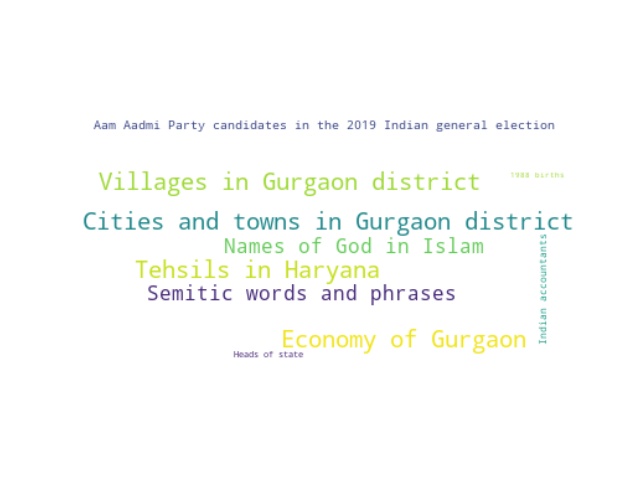 Aam Aadmi Party candidates in the 2019 Indian general election
Villages in Gurgaon district
1988 births
Cities and towns in Gurgaon district
Names of God in Islam
Tehsils in Haryana
Semitic words and phrases
Indian accountants
Economy of Gurgaon
Heads of state